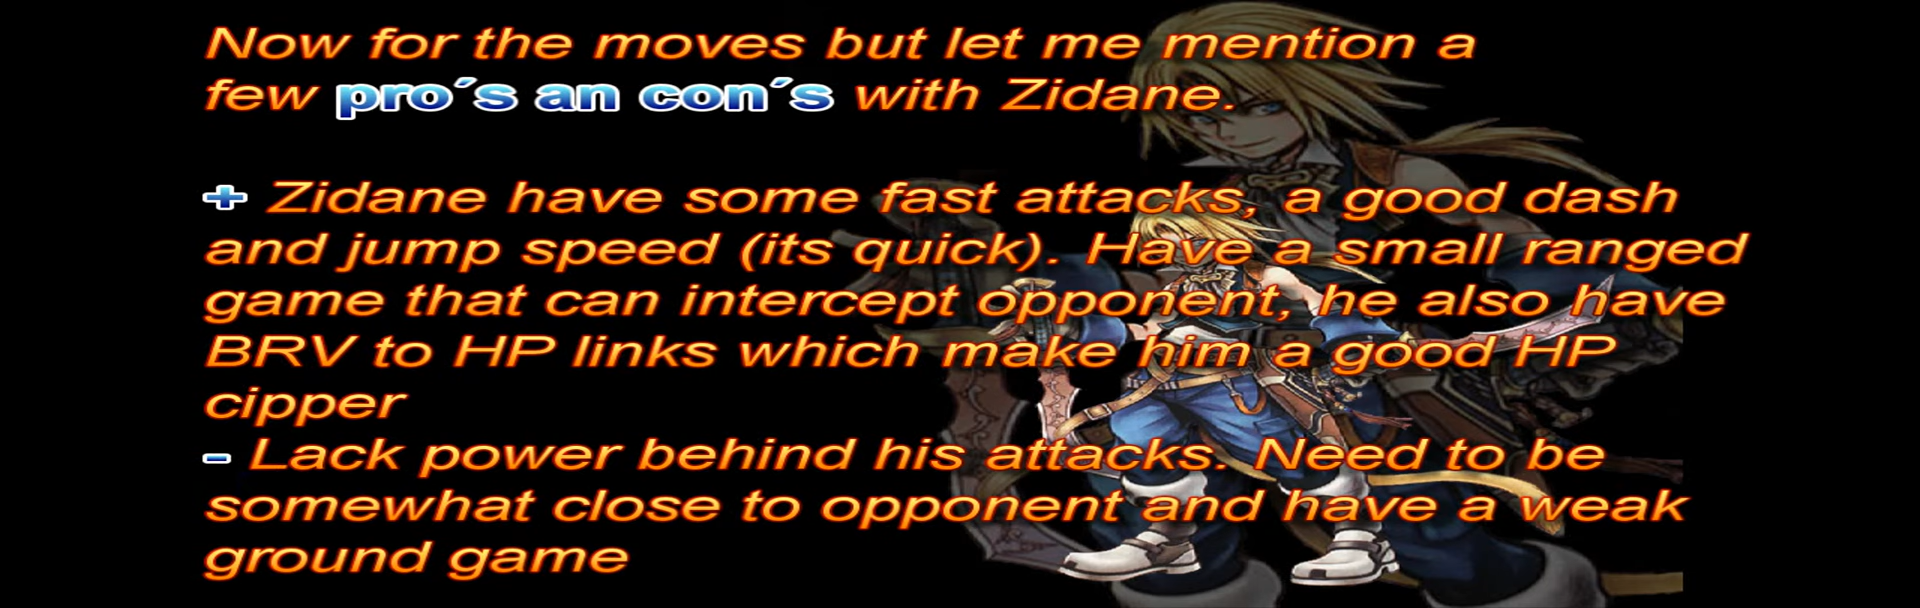 Now for the moves but let me mention a
few pro´s an con´s with Zidane.
+ Zidane have some fast attacks, a good dash
and jump speed (its quick). Have a small ranged
game that can intercept opponent, he also have
BRV to HP links which make him a good HP
cipper
- Lack power behind his attacks. Need to be
somewhat close to opponent and have a weak
ground game